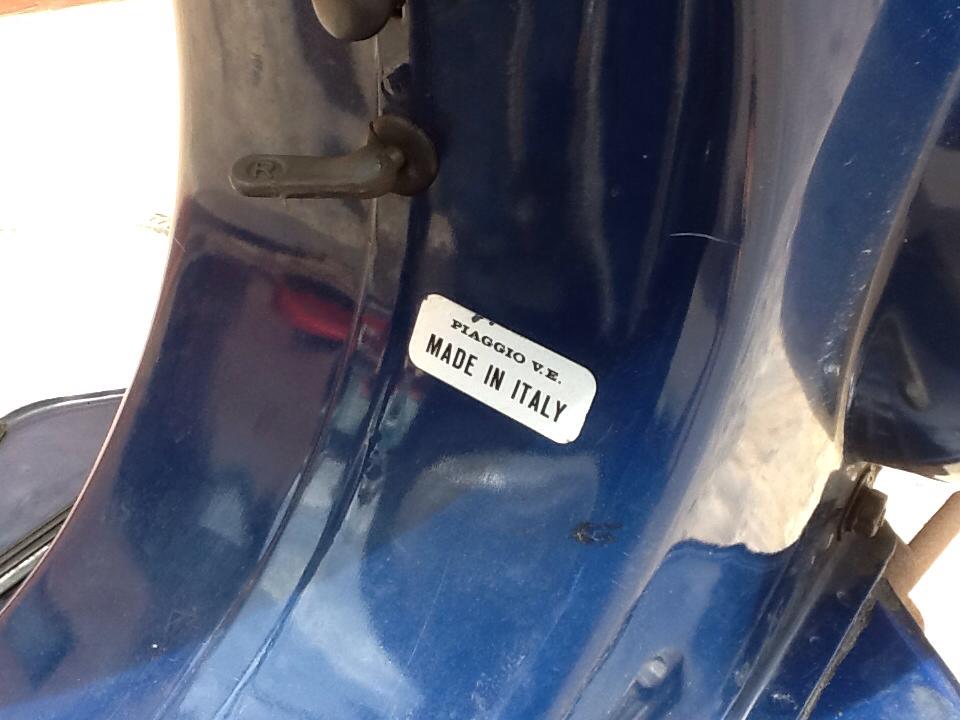 R
PIAGGIO V.E.
MADE IN ITALY